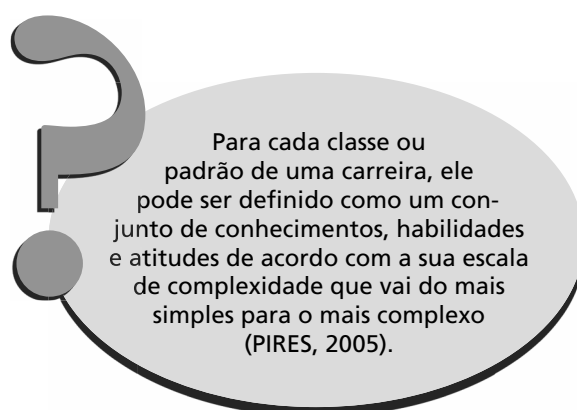 Para cada classe ou
padrão de uma carreira, ele
pode ser definido como um con-
junto de conhecimentos, habilidades
e atitudes de acordo com a sua escala
de complexidade que vai do mais
simples para o mais complexo
(PIRES, 2005).